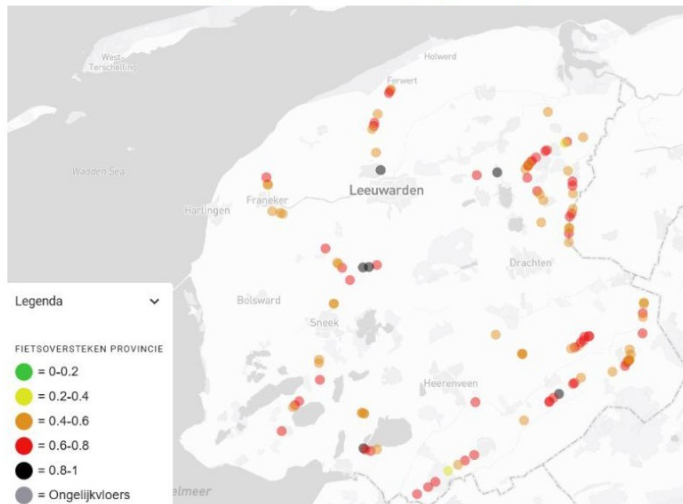 Holwerd
West-
Terschelling
Ferwert
Wadden Sea
Leeuwarden
Franeker
Harlingen
Drachten
Bolsward
Sneek
Heerenveen
Legenda
FIETSOVERSTEKEN PROVINCIE
= 0-0.2
= 0.2-0.4
= 0.4-0.6
= 0.6-0.8
= 0.8-1
= Ongelijkvloers
elmeer